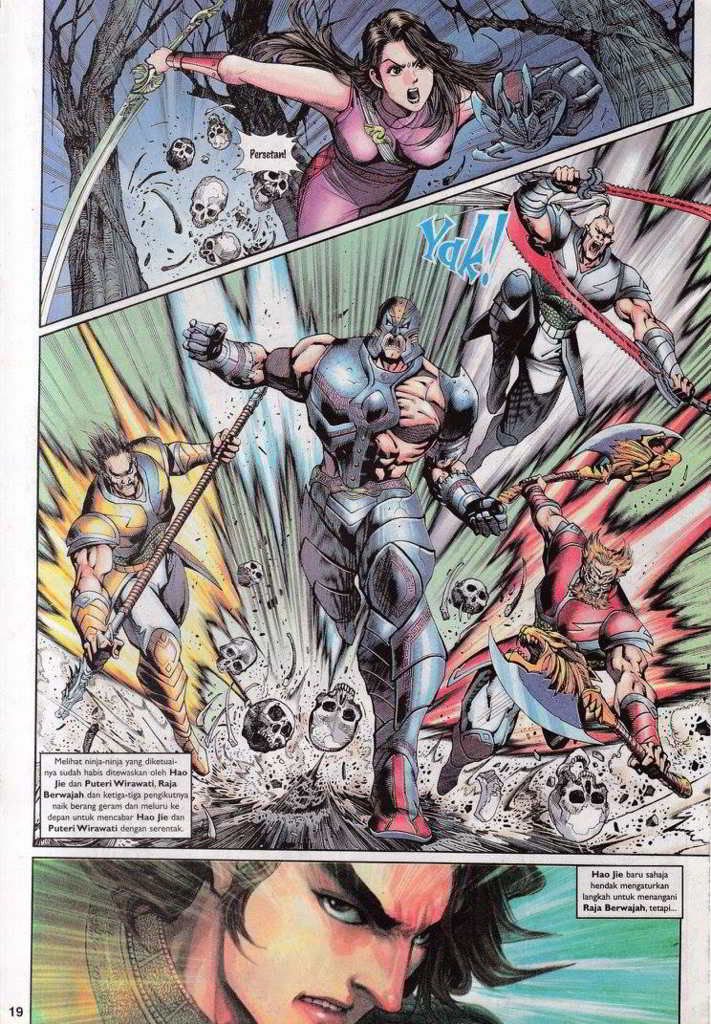 Persetan!
Yak!
Melihat ninja-ninja yang diketuai-
nya sudah habis ditewaskan oleh Hao
Jie dan Puteri Wirawati, Raja
Berwajah dan ketiga-tiga pengikutnya
naik berang geram dan meluru ke
depan untuk mencabar Hao Jie dan
Puteri Wirawati dengan serentak.
Hao Jie baru sahaja
hendak mengaturkan
langkah untuk menangani
Raja Berwajah, tetapi...
19